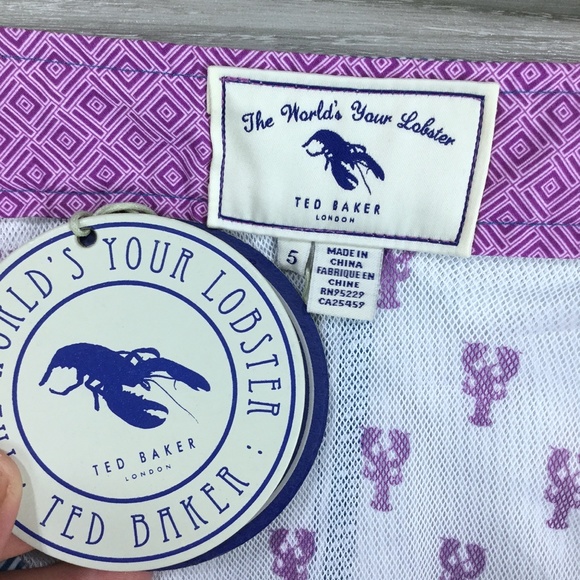 The World's Your Lobster
TED BAKER
LONDON
5
MADE IN
CHINA
FABRIQUE EN
CHINE
RN95229
CA25459
WORLD'S YOUR LOBSTER
TED BAKER
LONDON
TED BAKER